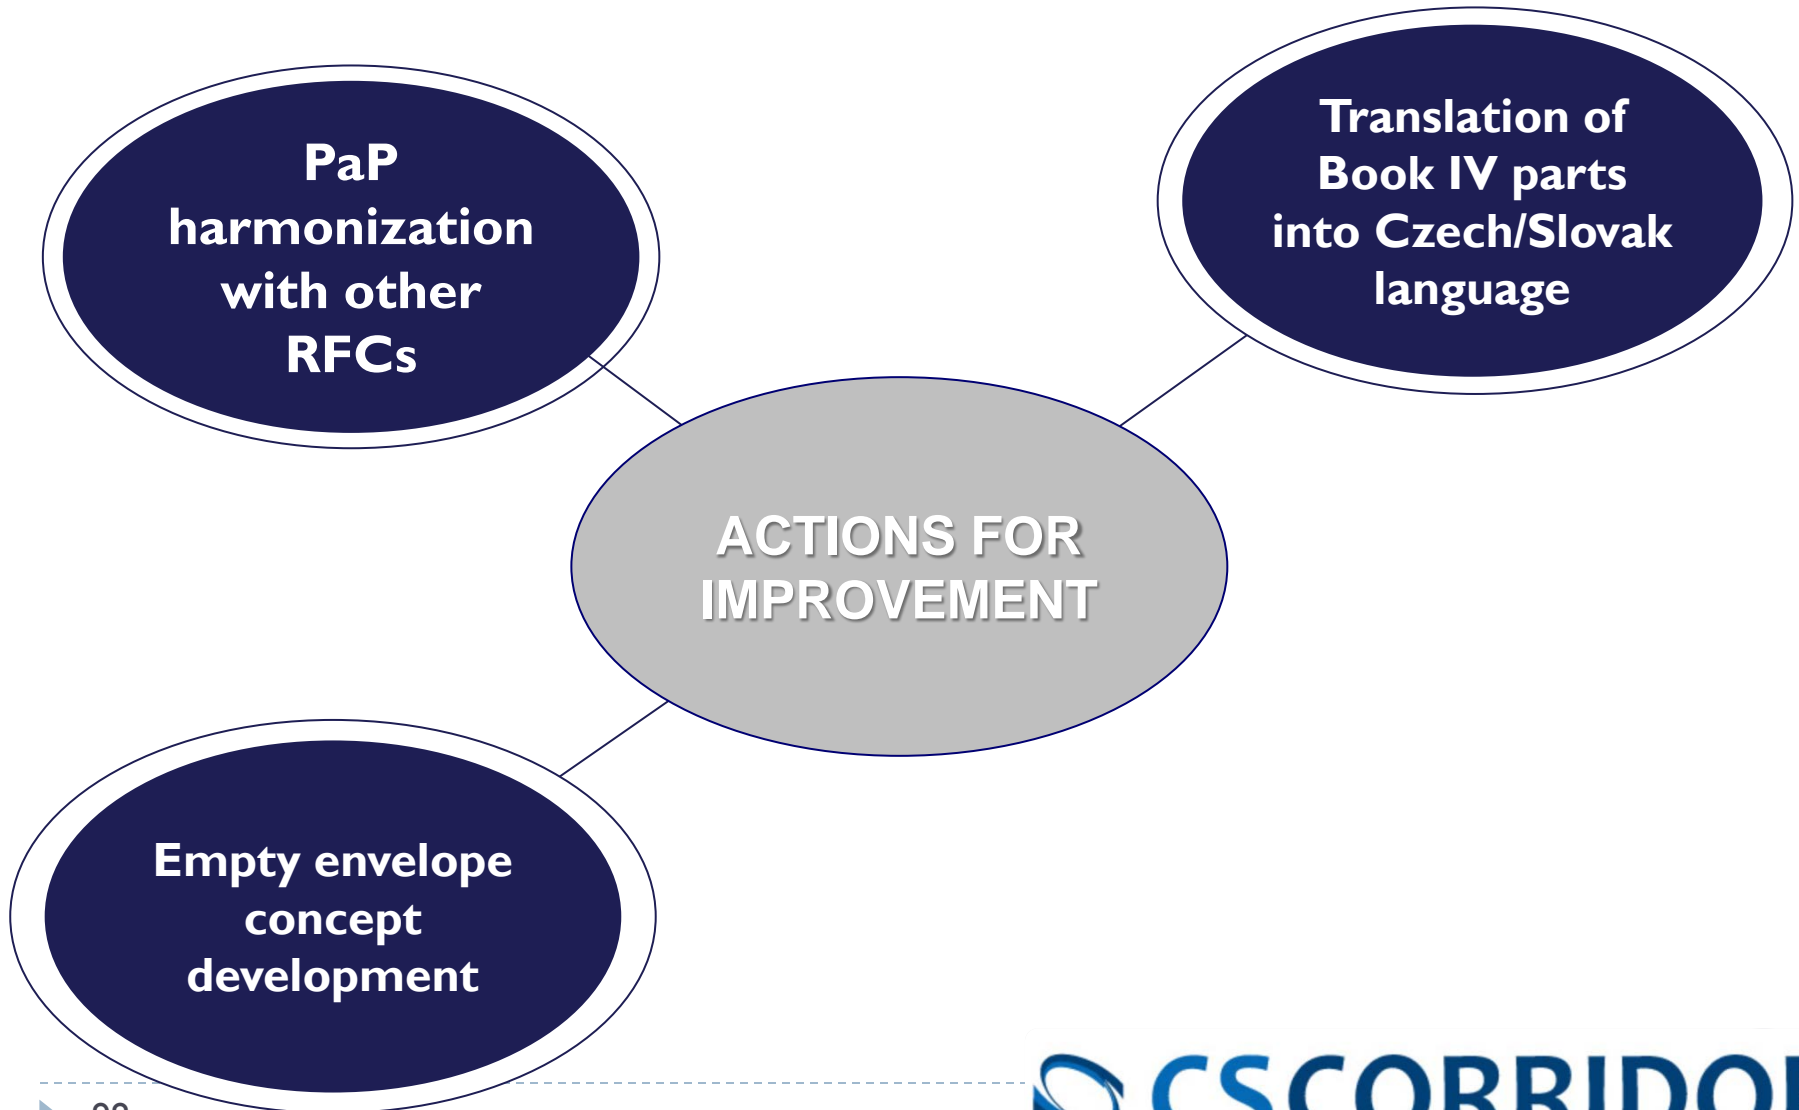 PaP
harmonization
with other
RFCs
Translation of
Book IV parts
into Czech/Slovak
language
ACTIONS FOR
IMPROVEMENT
Empty envelope
concept
development
CSCORRIDO